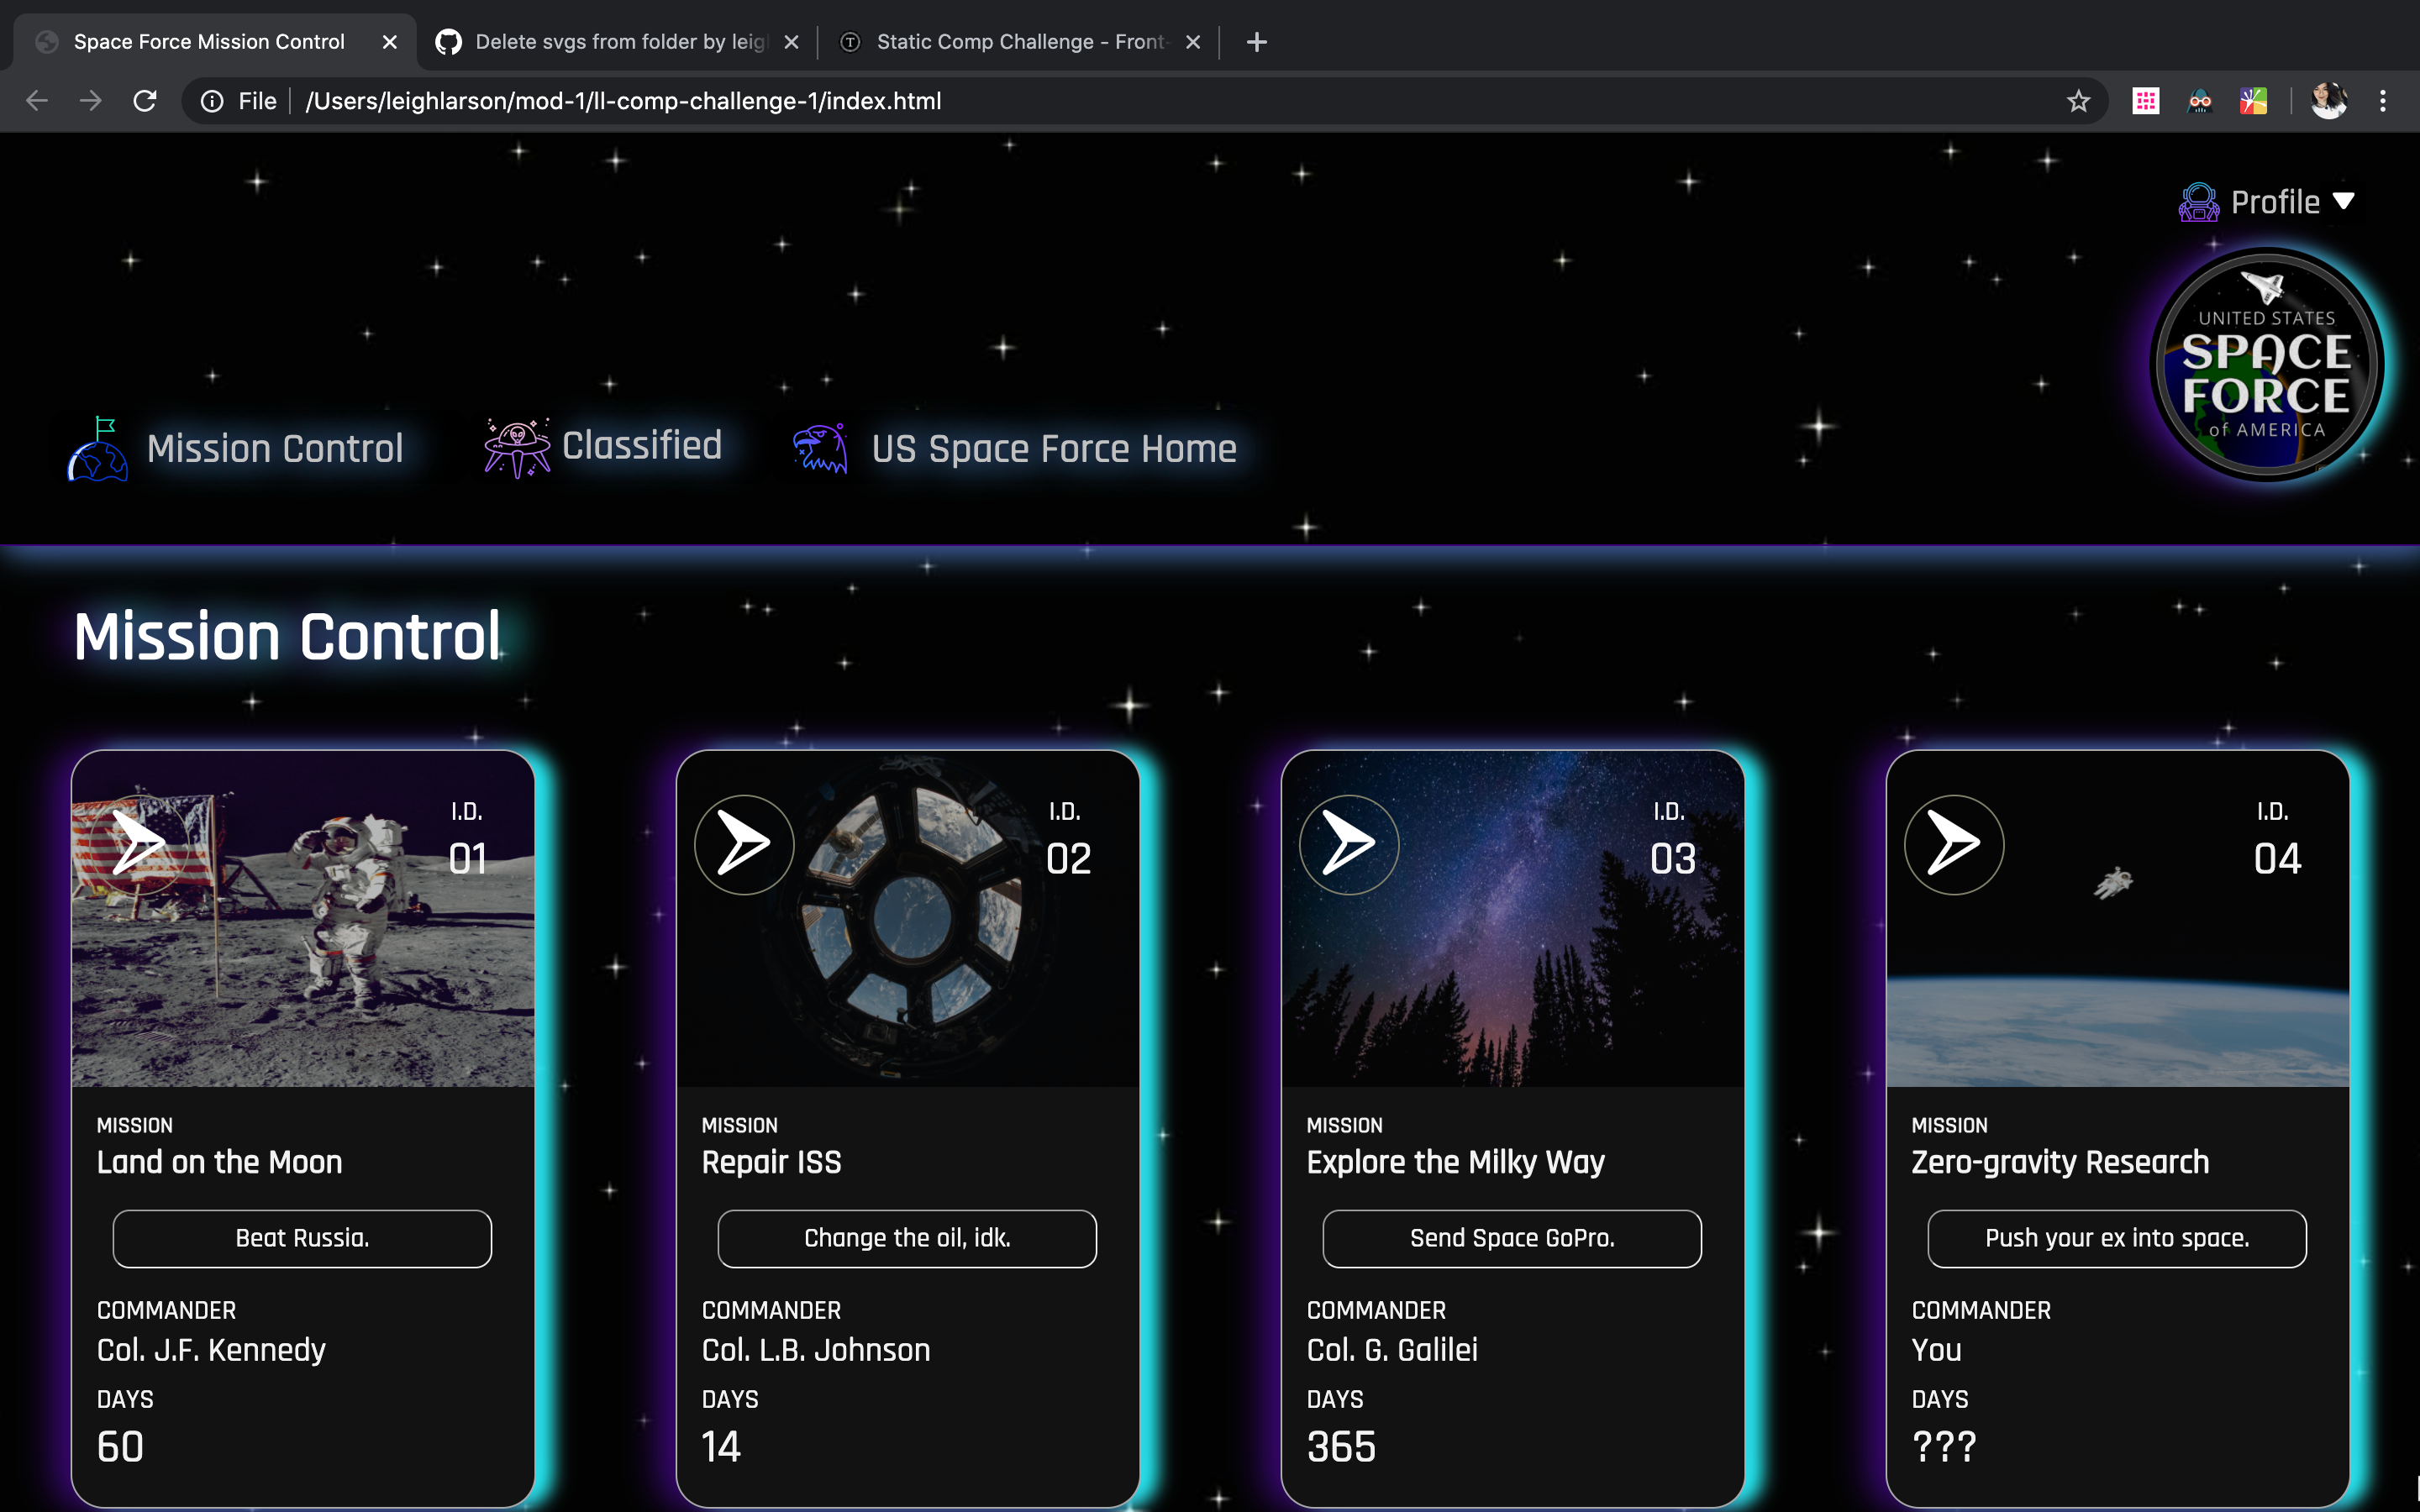 Space Force Mission Control
Delete svgs from folder by leig
Static Comp Challenge - Front-
File
/Users/leighlarson/mod-1/ll-comp-challenge-1/index.html
Profile
UNITED STATES
SPACE
FORCE
of AMERICA
Mission Control
Classified
US Space Force Home
Mission Control
I.D.
01
MISSION
Land on the Moon
Beat Russia.
COMMANDER
Col. J.F. Kennedy
DAYS
60
I.D.
02
MISSION
Repair ISS
Change the oil, idk.
COMMANDER
Col. L.B. Johnson
DAYS
14
I.D.
03
MISSION
Explore the Milky Way
Send Space GoPro.
COMMANDER
Col. G. Galilei
DAYS
365
I.D.
04
MISSION
Zero-gravity Research
Push your ex into space.
COMMANDER
You
DAYS
???